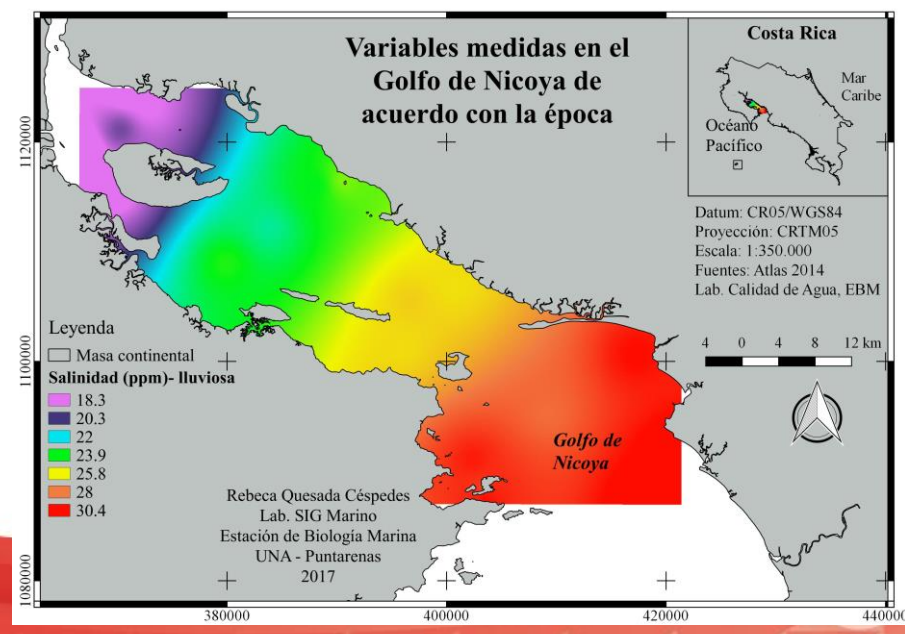 Variables medidas en el
Golfo de Nicoya de
acuerdo con la época
Costa Rica
Mar
Caribe
Océano
Pacífico
Datum: CR05/WGS84
Proyección: CRTM05
Escala: 1:350.000
Fuentes: Atlas 2014
Lab. Calidad de Agua, EBM
4 0 4 8 12 km
Leyenda
Masa continental
Salinidad (ppm)- lluviosa
18.3
20.3
22
23.9
25.8
28
30.4
Golfo de
Nicoya
Rebeca Quesada Céspedes
Lab. SIG Marino
Estación de Biología Marina
UNA - Puntarenas
2017
1120000
1100000
1080000
380000 400000 420000 440000